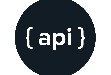 { api }